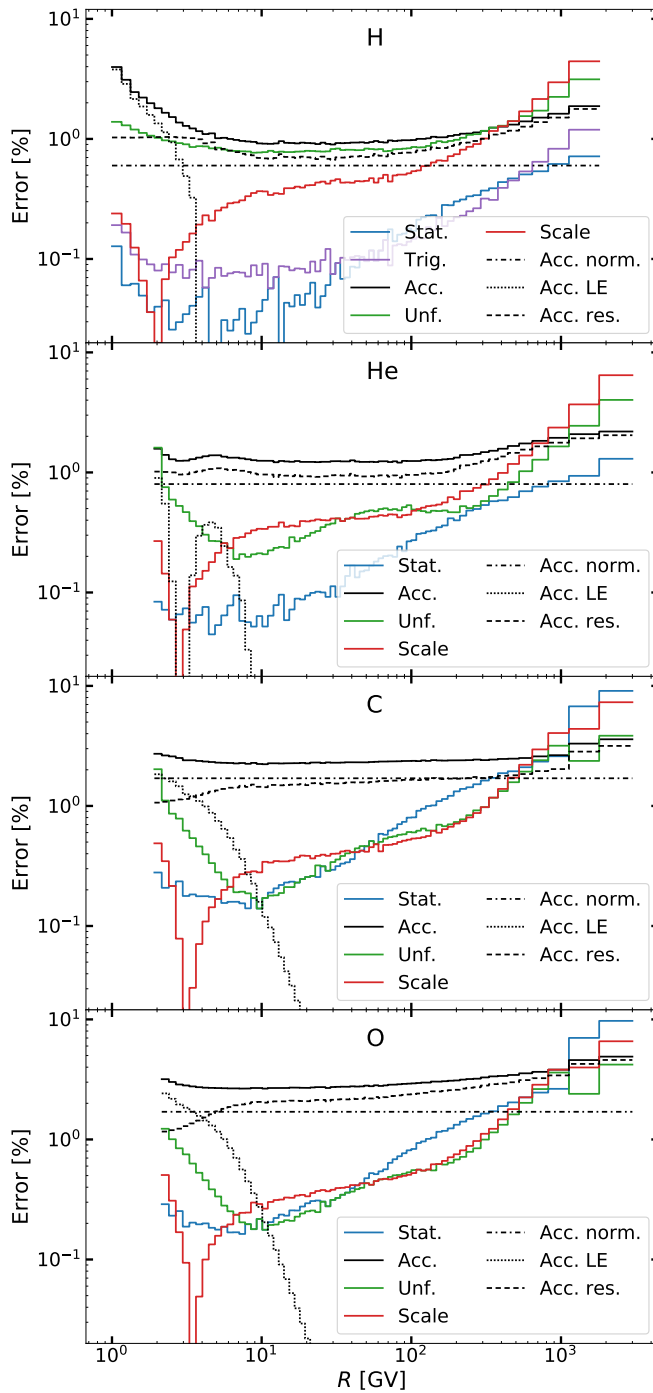 H
10¹
10⁰
10⁻¹
Error [%]
Stat.
Trig.
Acc.
Unf.
Scale
Acc. norm.
Acc. LE
Acc. res.
He
10¹
10⁰
10⁻¹
Error [%]
Stat.
Acc.
Unf.
Scale
Acc. norm.
Acc. LE
Acc. res.
C
10¹
10⁰
10⁻¹
Error [%]
Stat.
Acc.
Unf.
Scale
Acc. norm.
Acc. LE
Acc. res.
O
10¹
10⁰
10⁻¹
Error [%]
Stat.
Acc.
Unf.
Scale
Acc. norm.
Acc. LE
Acc. res.
10⁰ 10¹ 10² 10³
R [GV]